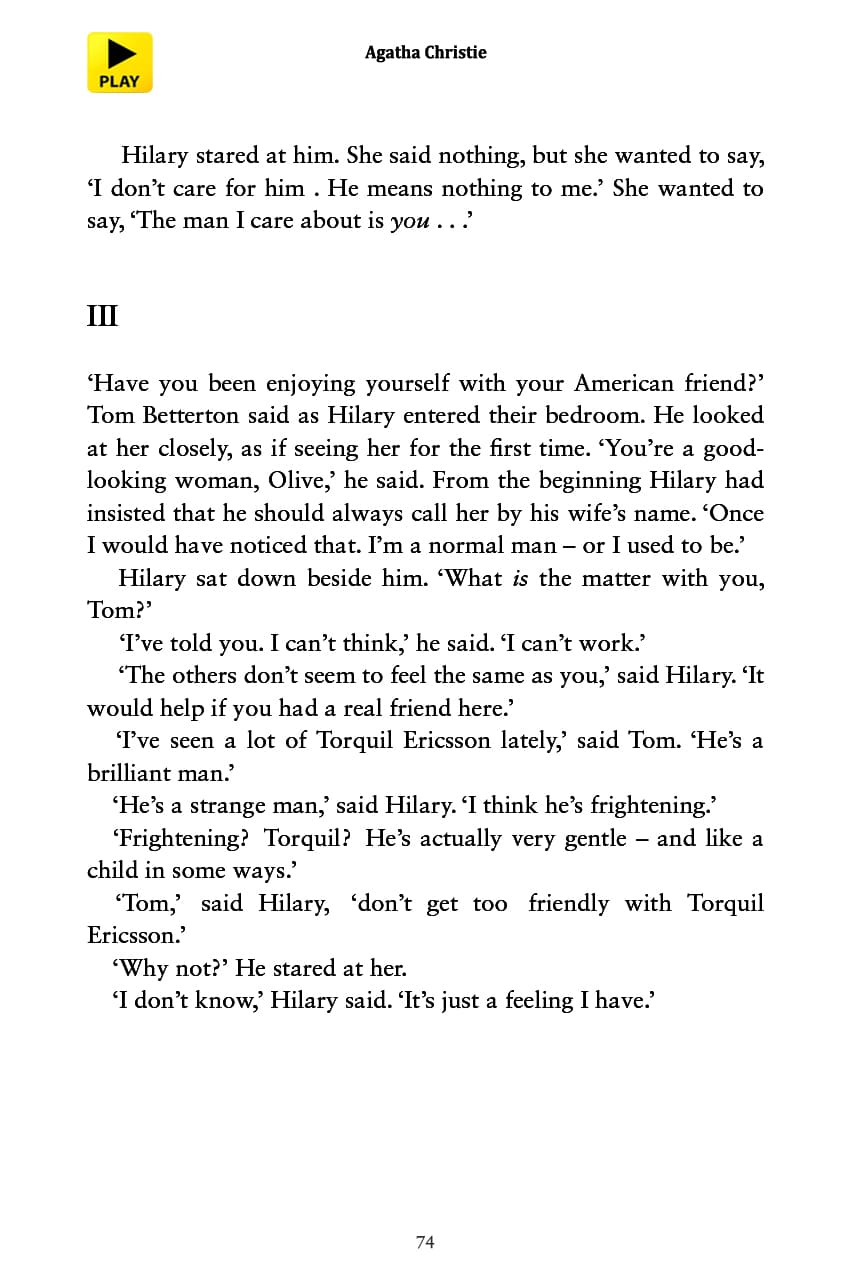 PLAY
Agatha Christie
Hilary stared at him. She said nothing, but she wanted to say,
‘I don’t care for him . He means nothing to me.’ She wanted to
say, ‘The man I care about is you . . .’
III
‘Have you been enjoying yourself with your American friend?’
Tom Betterton said as Hilary entered their bedroom. He looked
at her closely, as if seeing her for the first time. ‘You’re a good-
looking woman, Olive,’ he said. From the beginning Hilary had
insisted that he should always call her by his wife’s name. ‘Once
I would have noticed that. I’m a normal man – or I used to be.’
Hilary sat down beside him. ‘What is the matter with you,
Tom?’
‘I’ve told you. I can’t think,’ he said. ‘I can’t work.’
‘The others don’t seem to feel the same as you,’ said Hilary. ‘It
would help if you had a real friend here.’
‘I’ve seen a lot of Torquil Ericsson lately,’ said Tom. ‘He’s a
brilliant man.’
‘He’s a strange man,’ said Hilary. ‘I think he’s frightening.’
‘Frightening? Torquil? He’s actually very gentle – and like a
child in some ways.’
‘Tom,’ said Hilary, ‘don’t get too friendly with Torquil
Ericsson.’
‘Why not?’ He stared at her.
‘I don’t know,’ Hilary said. ‘It’s just a feeling I have.’
74